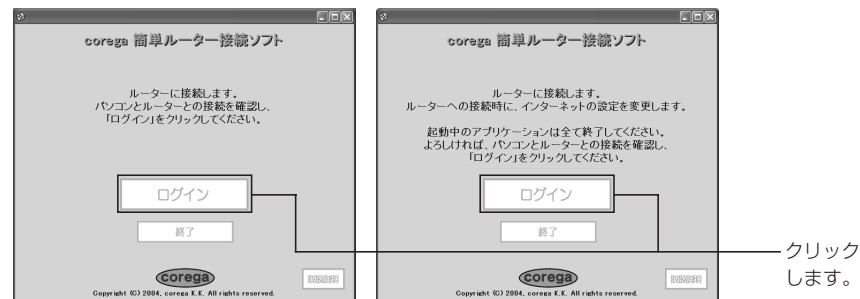 corega 簡単ルーター接続ソフト
ルーターに接続します。
パソコンとルーターとの接続を確認し、
「ログイン」をクリックしてください。
ログイン
終了
corega
取扱説明
Copyright (C) 2004, corega K.K. All rights reserved.
corega 簡単ルーター接続ソフト
ルーターに接続します。
ルーターへの接続時に、インターネットの設定を変更します。
起動中のアプリケーションは全て終了してください。
よろしければ、パソコンとルーターとの接続を確認し、
「ログイン」をクリックしてください。
ログイン
終了
corega
取扱説明
Copyright (C) 2004, corega K.K. All rights reserved.
クリック
します。